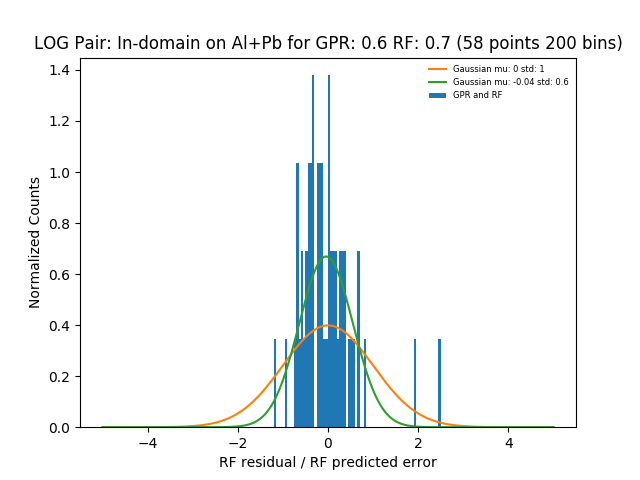 LOG Pair: In-domain on Al+Pb for GPR: 0.6 RF: 0.7 (58 points 200 bins)
Gaussian mu: 0 std: 1
Gaussian mu: -0.04 std: 0.6
GPR and RF
1.4
1.2
1.0
0.8
0.6
0.4
0.2
0.0
Normalized Counts
−4
−2
0
2
4
RF residual / RF predicted error